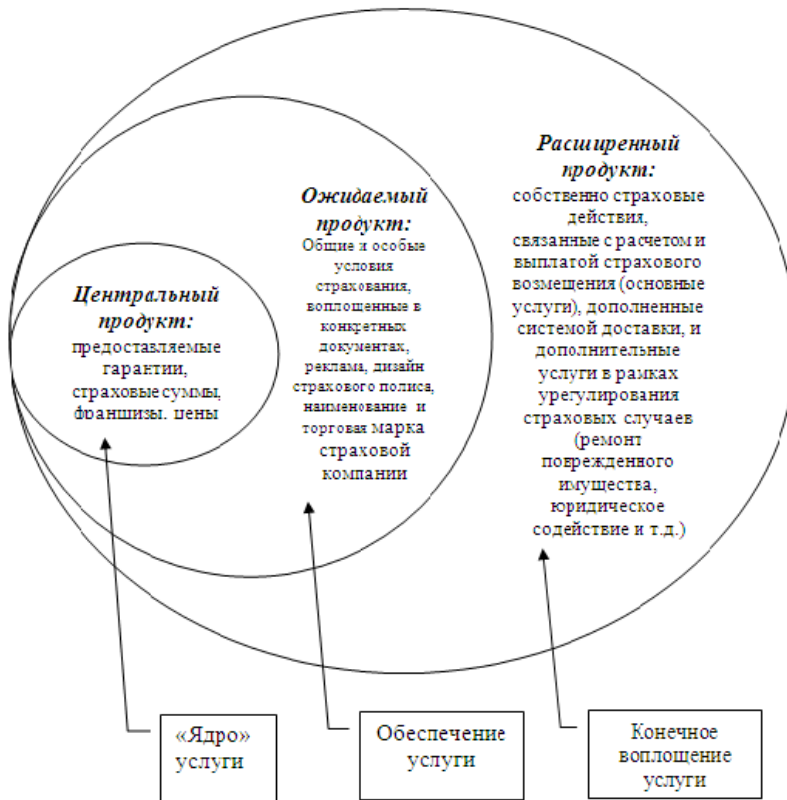 Центральный
продукт:
предоставляемые
гарантии,
страховые суммы,
франшизы, цены
Ожидаемый
продукт:
Общие и особые
условия
страхования,
воплощенные в
конкретных
документах,
реклама, дизайн
страхового полиса,
наименование и
торговая марка
страховой
компании
Расширенный
продукт:
собственно страховые
действия,
связанные с расчетом и
выплатой страхового
возмещения (основные
услуги), дополненные
системой доставки, и
дополнительные
услуги в рамках
урегулирования
страховых случаев
(ремонт
поврежденного
имущества,
юридическое
содействие и т.д.)
«Ядро»
услуги
Обеспечение
услуги
Конечное
воплощение
услуги